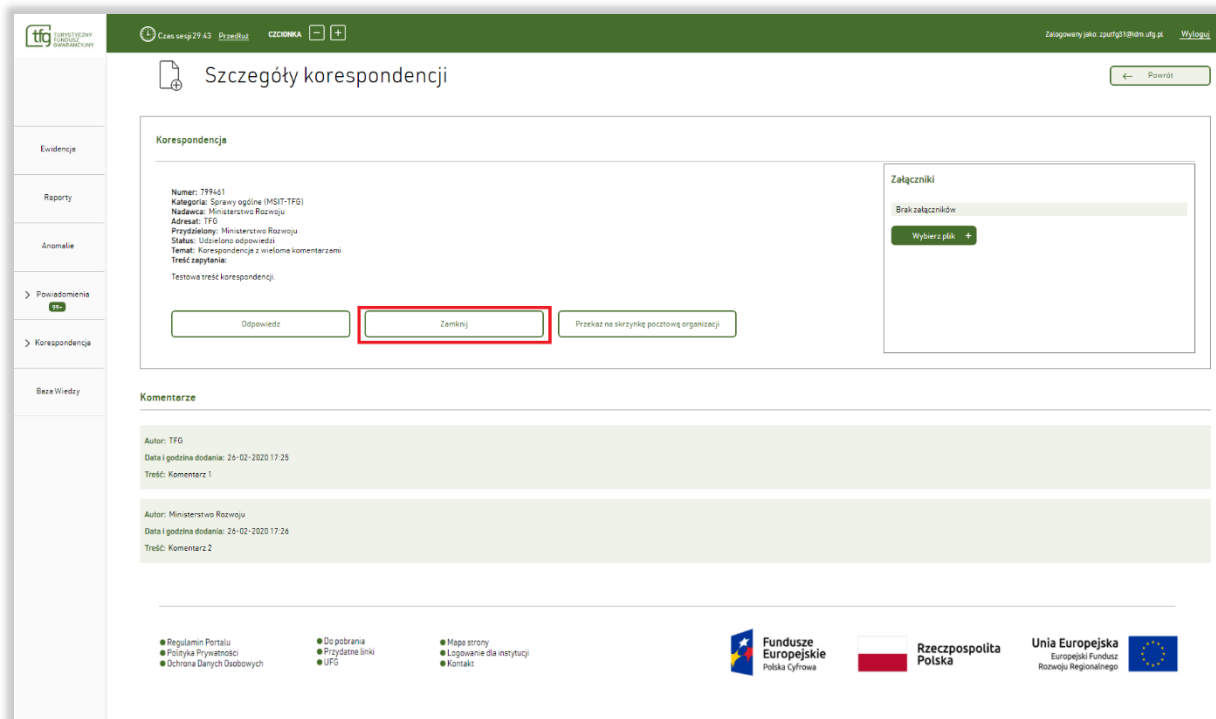 tfg TURYSTYCZNY
FUNDUSZ
GWARANCYJNY
Czas sesji 29:43 Przedłuż CZCIONKA − +
Zalogowany jako: zputfg31@idm.ufg.pl Wyloguj
Szczegóły korespondencji
← Powrót
Ewidencja
Raporty
Anomalie
Powiadomienia
99+
Korespondencja
Baza Wiedzy
Korespondencja
Numer: 799461
Kategoria: Sprawy ogólne (MSIT-TFG)
Nadawca: Ministerstwo Rozwoju
Adresat: TFG
Przydzielony: Ministerstwo Rozwoju
Status: Udzielono odpowiedzi
Temat: Korespondencja z wieloma komentarzami
Treść zapytania:
Testowa treść korespondencji.
Odpowiedz
Zamknij
Przekaż na skrzynkę pocztową organizacji
Załączniki
Brak załączników
Wybierz plik +
Komentarze
Autor: TFG
Data i godzina dodania: 26-02-2020 17:25
Treść: Komentarz 1
Autor: Ministerstwo Rozwoju
Data i godzina dodania: 26-02-2020 17:26
Treść: Komentarz 2
Regulamin Portalu
Polityka Prywatności
Ochrona Danych Osobowych
Do pobrania
Przydatne linki
UFG
Mapa strony
Logowanie dla instytucji
Kontakt
Fundusze
Europejskie
Polska Cyfrowa
Rzeczpospolita
Polska
Unia Europejska
Europejski Fundusz
Rozwoju Regionalnego